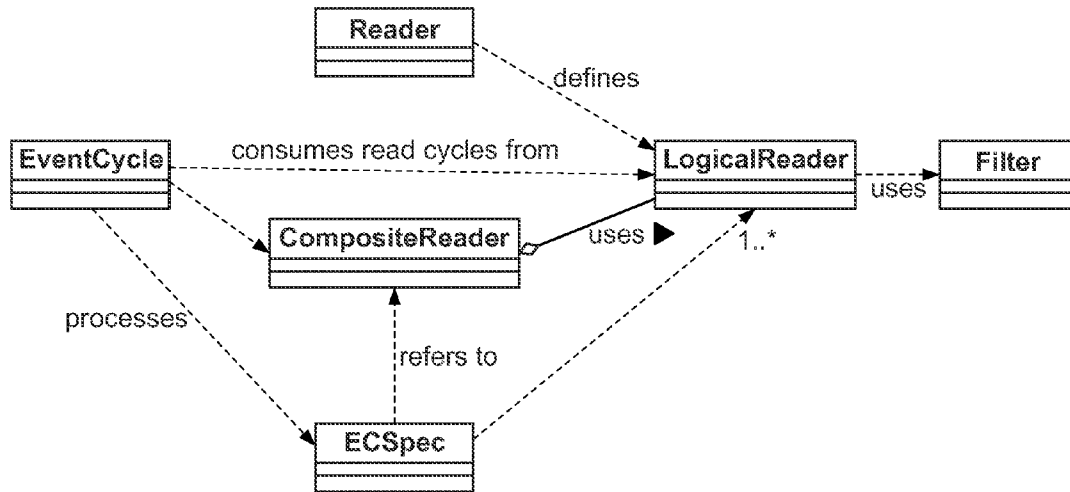 Reader
defines
EventCycle
consumes read cycles from
LogicalReader
Filter
uses
CompositeReader
uses ▶
1..*
processes
refers to
ECSpec